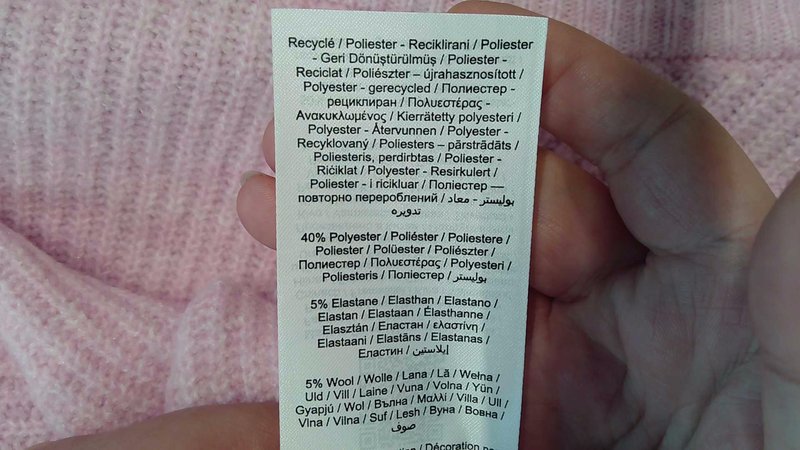 Recyclé / Poliester - Reciklirani / Poliester
- Geri Dönüştürülmüş / Poliester -
Reciclat / Poliészter – újrahasznosított /
Polyester - gerecycled / Полиестер -
рециклиран / Πολυεστέρας -
Ανακυκλωμένος / Kierrätetty polyesteri /
Polyester - Återvunnen / Polyester -
Recyklovaný / Poliesters – pārstrādāts /
Poliesteris, perdirbtas / Poliester -
Riċiklat / Polyester - Resirkulert /
Poliester - i ricikluar / Поліестер —
повторно перероблений / بوليستر - معاد
تدويره
40% Polyester / Poliéster / Poliestere /
Poliester / Polüester / Poliészter /
Полиестер / Πολυεστέρας / Polyesteri /
Poliesteris / Поліестер / بوليستر
5% Elastane / Elasthan / Elastano /
Elastan / Elastaan / Élasthanne /
Elasztán / Еластан / ελαστίνη /
Elastaani / Elastāns / Elastanas /
Еластин / إيلاستين
5% Wool / Wolle / Lana / Lã / Wełna /
Uld / Vill / Laine / Vuna / Volna / Yün /
Gyapjú / Wol / Вълна / Μαλλί / Villa / Ull /
Vlna / Vilna / Suf / Lesh / Вуна / Вовна /
صوف
/ Décoration